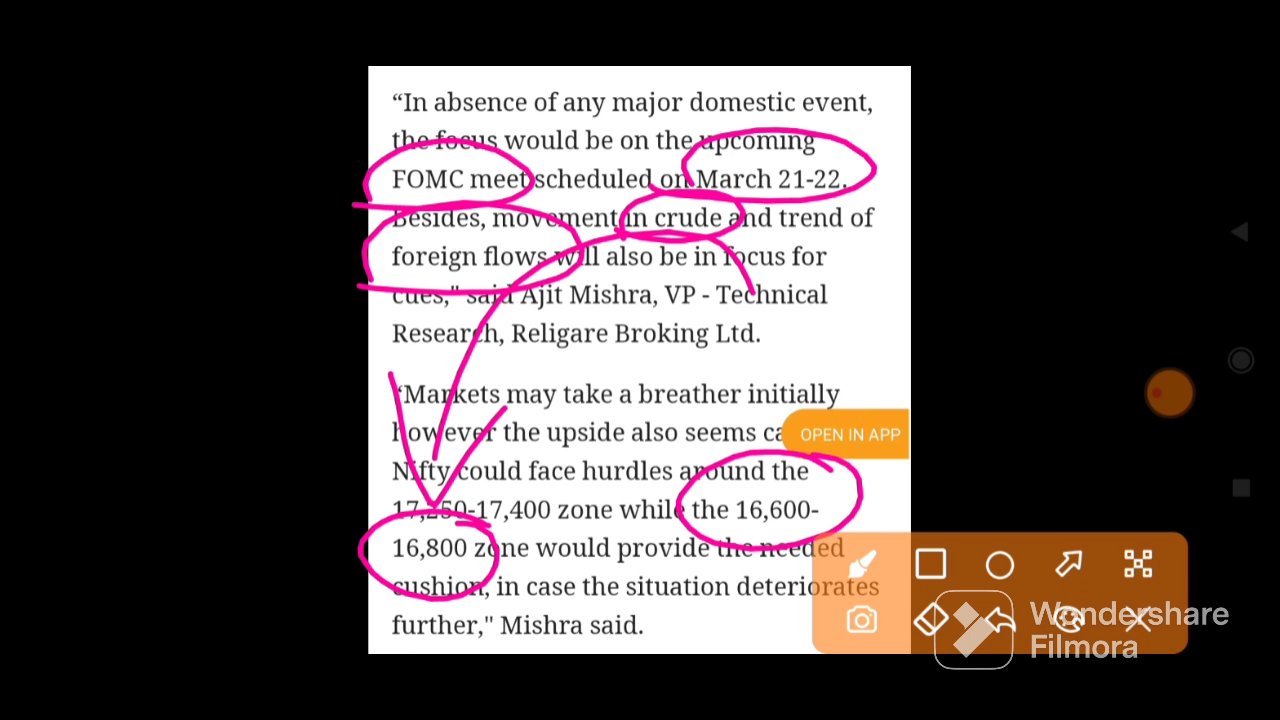 “In absence of any major domestic event,
the focus would be on the upcoming
FOMC meet scheduled on March 21-22.
Besides, movement in crude and trend of
foreign flows will also be in focus for
cues," said Ajit Mishra, VP - Technical
Research, Religare Broking Ltd.
“Markets may take a breather initially
however the upside also seems
OPEN IN APP
Nifty could face hurdles around the
17,250-17,400 zone while the 16,600-
16,800 zone would provide the needed
cushion, in case the situation deteriorates
further," Mishra said.
Wondershare
Filmora